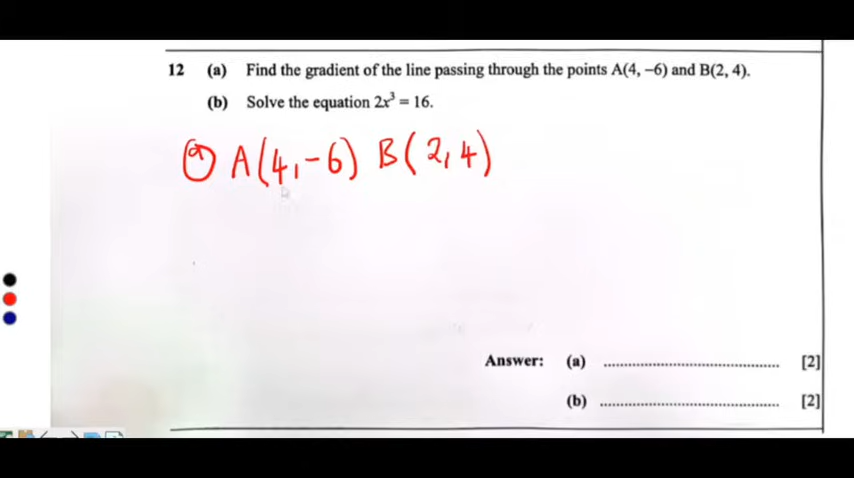 12 (a) Find the gradient of the line passing through the points A(4, –6) and B(2, 4).
(b) Solve the equation 2x³ = 16.
(a) A(4, -6) B(2, 4)
Answer: (a) ............................................ [2]
(b) ............................................ [2]